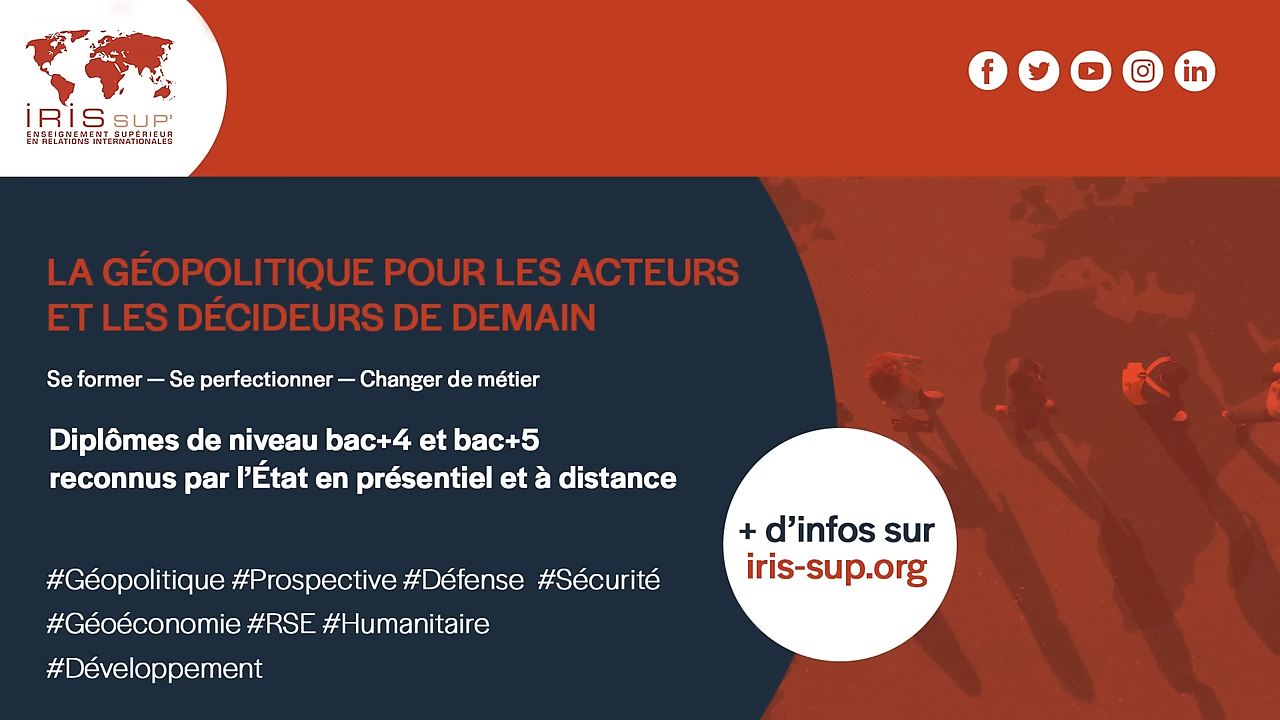 iRiS SUP'
ENSEIGNEMENT SUPÉRIEUR
EN RELATIONS INTERNATIONALES
LA GÉOPOLITIQUE POUR LES ACTEURS
ET LES DÉCIDEURS DE DEMAIN
Se former — Se perfectionner — Changer de métier
Diplômes de niveau bac+4 et bac+5
reconnus par l'État en présentiel et à distance
+ d'infos sur
iris-sup.org
#Géopolitique #Prospective #Défense #Sécurité
#Géoéconomie #RSE #Humanitaire
#Développement